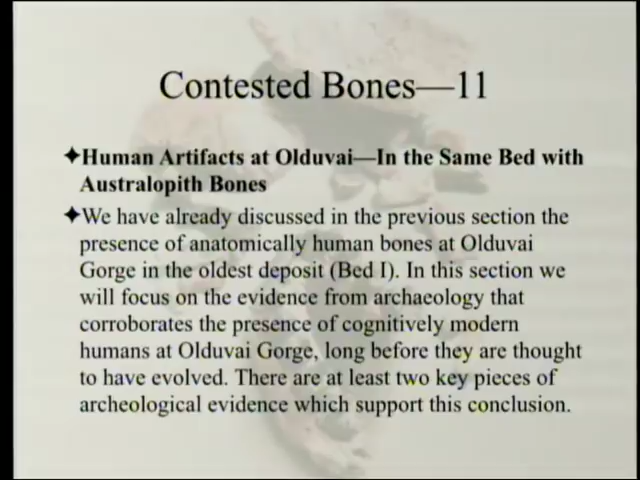 Contested Bones—11
✦Human Artifacts at Olduvai—In the Same Bed with
Australopith Bones
✦We have already discussed in the previous section the
presence of anatomically human bones at Olduvai
Gorge in the oldest deposit (Bed I). In this section we
will focus on the evidence from archaeology that
corroborates the presence of cognitively modern
humans at Olduvai Gorge, long before they are thought
to have evolved. There are at least two key pieces of
archeological evidence which support this conclusion.